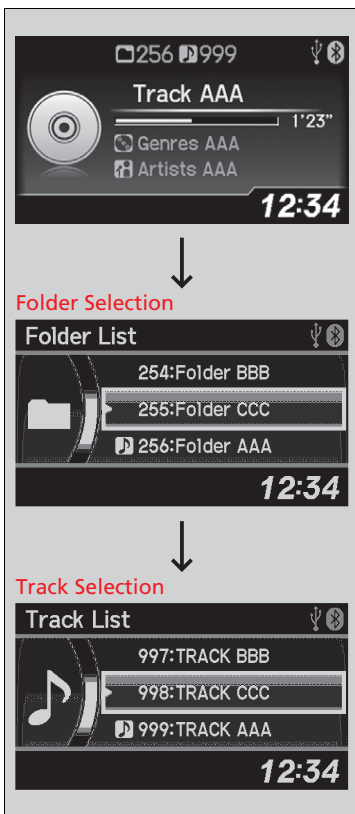 256 999
Track AAA
1'23"
Genres AAA
Artists AAA
12:34
Folder Selection
Folder List
254:Folder BBB
255:Folder CCC
256:Folder AAA
12:34
Track Selection
Track List
997:TRACK BBB
998:TRACK CCC
999:TRACK AAA
12:34